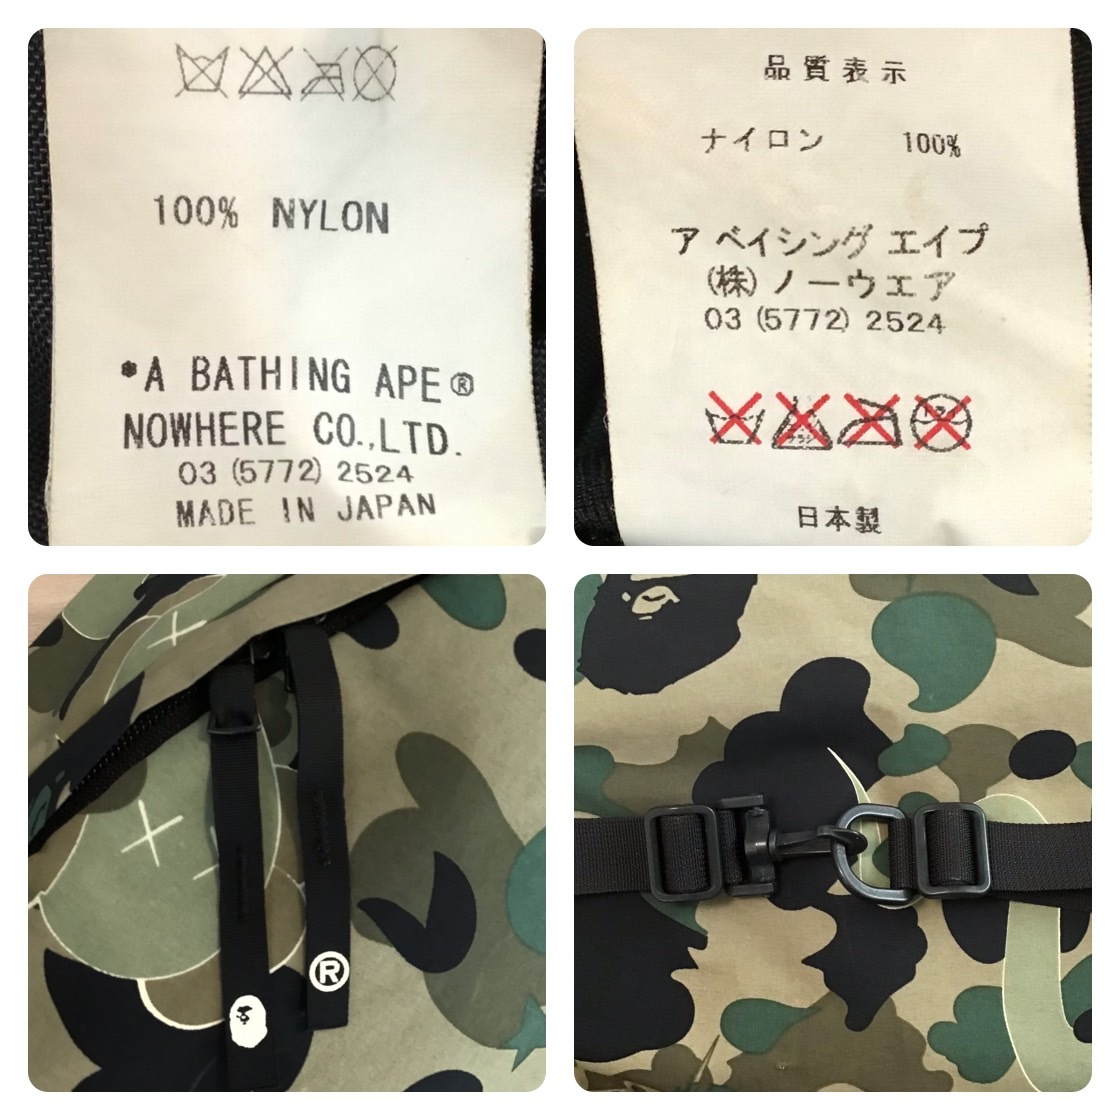 100% NYLON
*A BATHING APE®
NOWHERE CO.,LTD.
03 (5772) 2524
MADE IN JAPAN
品質表示
ナイロン 100%
ア ベイシング エイプ
(株)ノーウエア
03 (5772) 2524
日本製
®